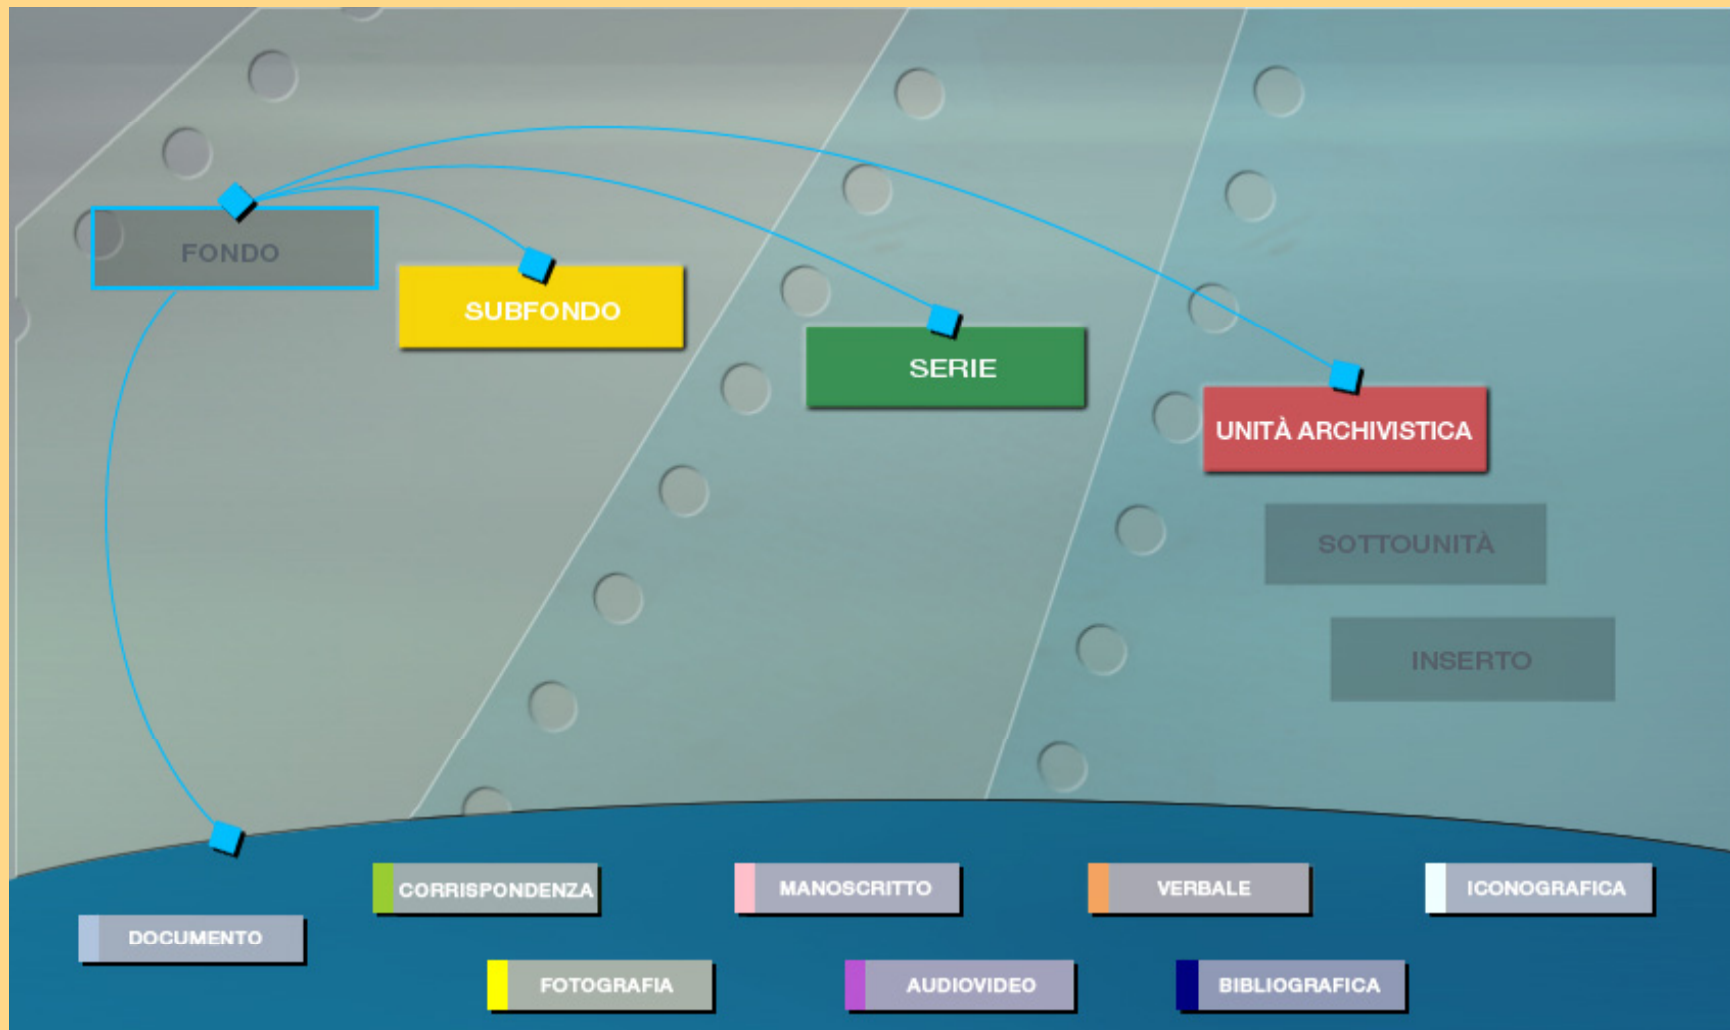 FONDO
SUBFONDO
SERIE
UNITÀ ARCHIVISTICA
SOTTOUNITÀ
INSERTO
CORRISPONDENZA
MANOSCRITTO
VERBALE
ICONOGRAFICA
DOCUMENTO
FOTOGRAFIA
AUDIOVIDEO
BIBLIOGRAFICA